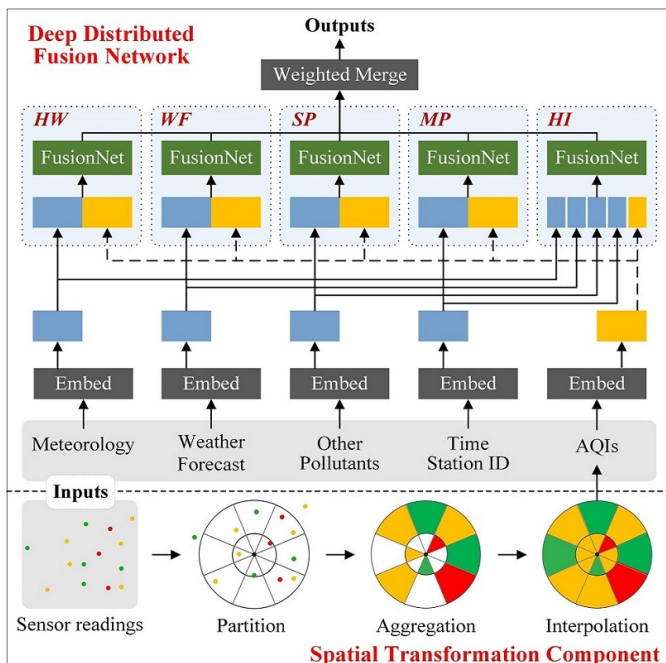 Outputs
Deep Distributed
Fusion Network
Weighted Merge
HW WF SP MP HI
FusionNet FusionNet FusionNet FusionNet FusionNet
Embed Embed Embed Embed Embed
Meteorology
Weather
Forecast
Other
Pollutants
Time
Station ID
AQIs
Inputs
Sensor readings Partition Aggregation Interpolation
Spatial Transformation Component